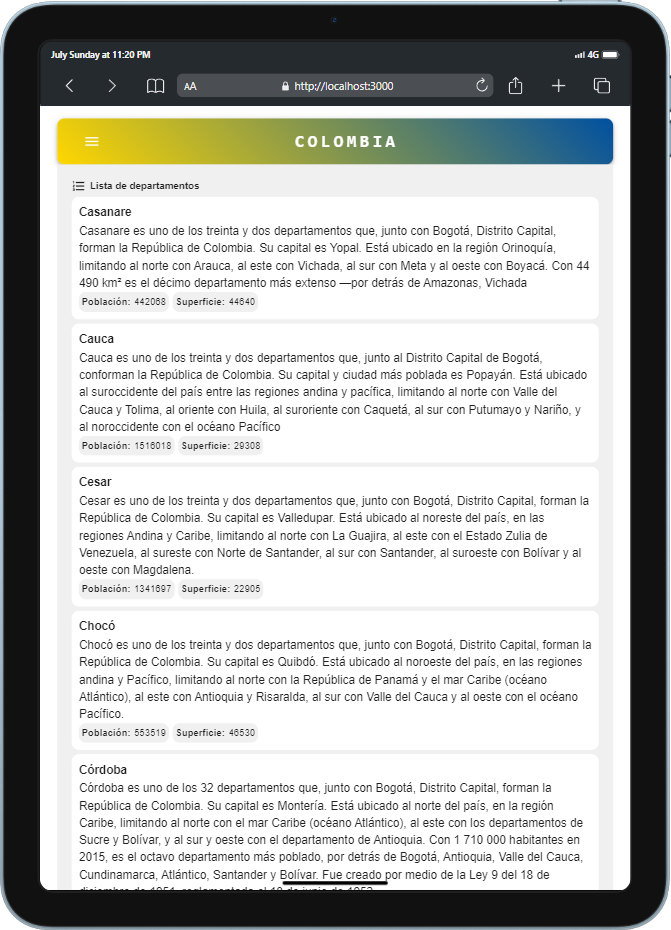 July Sunday at 11:20 PM
4G
AA
http://localhost:3000
COLOMBIA
Lista de departamentos
Casanare
Casanare es uno de los treinta y dos departamentos que, junto con Bogotá, Distrito Capital,
forman la República de Colombia. Su capital es Yopal. Está ubicado en la región Orinoquía,
limitando al norte con Arauca, al este con Vichada, al sur con Meta y al oeste con Boyacá. Con 44
490 km² es el décimo departamento más extenso —por detrás de Amazonas, Vichada
Población: 442068 Superficie: 44640
Cauca
Cauca es uno de los treinta y dos departamentos que, junto al Distrito Capital de Bogotá,
conforman la República de Colombia. Su capital y ciudad más poblada es Popayán. Está ubicado
al suroccidente del país entre las regiones andina y pacífica, limitando al norte con Valle del
Cauca y Tolima, al oriente con Huila, al suroriente con Caquetá, al sur con Putumayo y Nariño, y
al noroccidente con el océano Pacífico
Población: 1516018 Superficie: 29308
Cesar
Cesar es uno de los treinta y dos departamentos que, junto con Bogotá, Distrito Capital, forman la
República de Colombia. Su capital es Valledupar. Está ubicado al noreste del país, en las
regiones Andina y Caribe, limitando al norte con La Guajira, al este con el Estado Zulia de
Venezuela, al sureste con Norte de Santander, al sur con Santander, al suroeste con Bolívar y al
oeste con Magdalena.
Población: 1341697 Superficie: 22905
Chocó
Chocó es uno de los treinta y dos departamentos que, junto con Bogotá, Distrito Capital, forman la
República de Colombia. Su capital es Quibdó. Está ubicado al noroeste del país, en las regiones
andina y Pacífico, limitando al norte con la República de Panamá y el mar Caribe (océano
Atlántico), al este con Antioquia y Risaralda, al sur con Valle del Cauca y al oeste con el océano
Pacífico.
Población: 553519 Superficie: 46530
Córdoba
Córdoba es uno de los 32 departamentos que, junto con Bogotá, Distrito Capital, forman la
República de Colombia. Su capital es Montería. Está ubicado al norte del país, en la región
Caribe, limitando al norte con el mar Caribe (océano Atlántico), al este con los departamentos de
Sucre y Bolívar, y al sur y oeste con el departamento de Antioquia. Con 1 710 000 habitantes en
2015, es el octavo departamento más poblado, por detrás de Bogotá, Antioquia, Valle del Cauca,
Cundinamarca, Atlántico, Santander y Bolívar. Fue creado por medio de la Ley 9 del 18 de